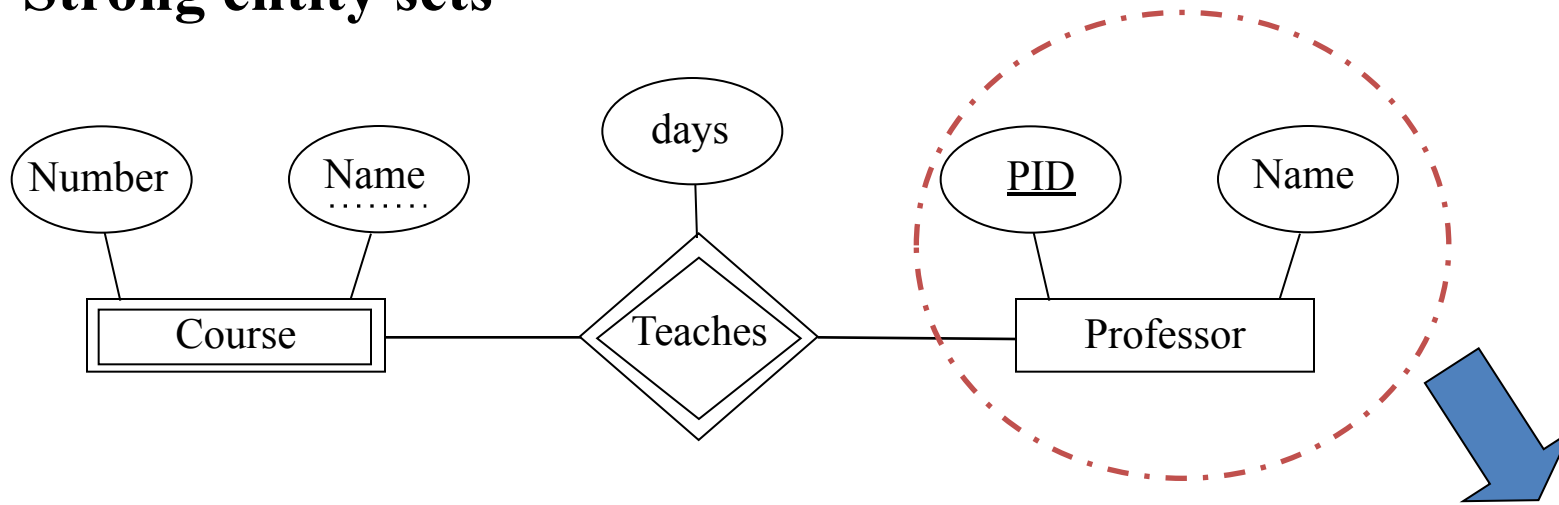 Strong entity sets
days
Number
Name
PID
Name
Course
Teaches
Professor